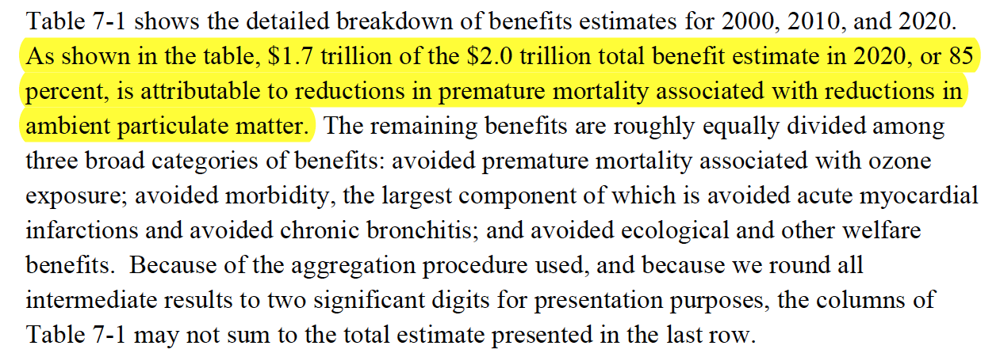 Table 7-1 shows the detailed breakdown of benefits estimates for 2000, 2010, and 2020.
As shown in the table, $1.7 trillion of the $2.0 trillion total benefit estimate in 2020, or 85
percent, is attributable to reductions in premature mortality associated with reductions in
ambient particulate matter. The remaining benefits are roughly equally divided among
three broad categories of benefits: avoided premature mortality associated with ozone
exposure; avoided morbidity, the largest component of which is avoided acute myocardial
infarctions and avoided chronic bronchitis; and avoided ecological and other welfare
benefits. Because of the aggregation procedure used, and because we round all
intermediate results to two significant digits for presentation purposes, the columns of
Table 7-1 may not sum to the total estimate presented in the last row.